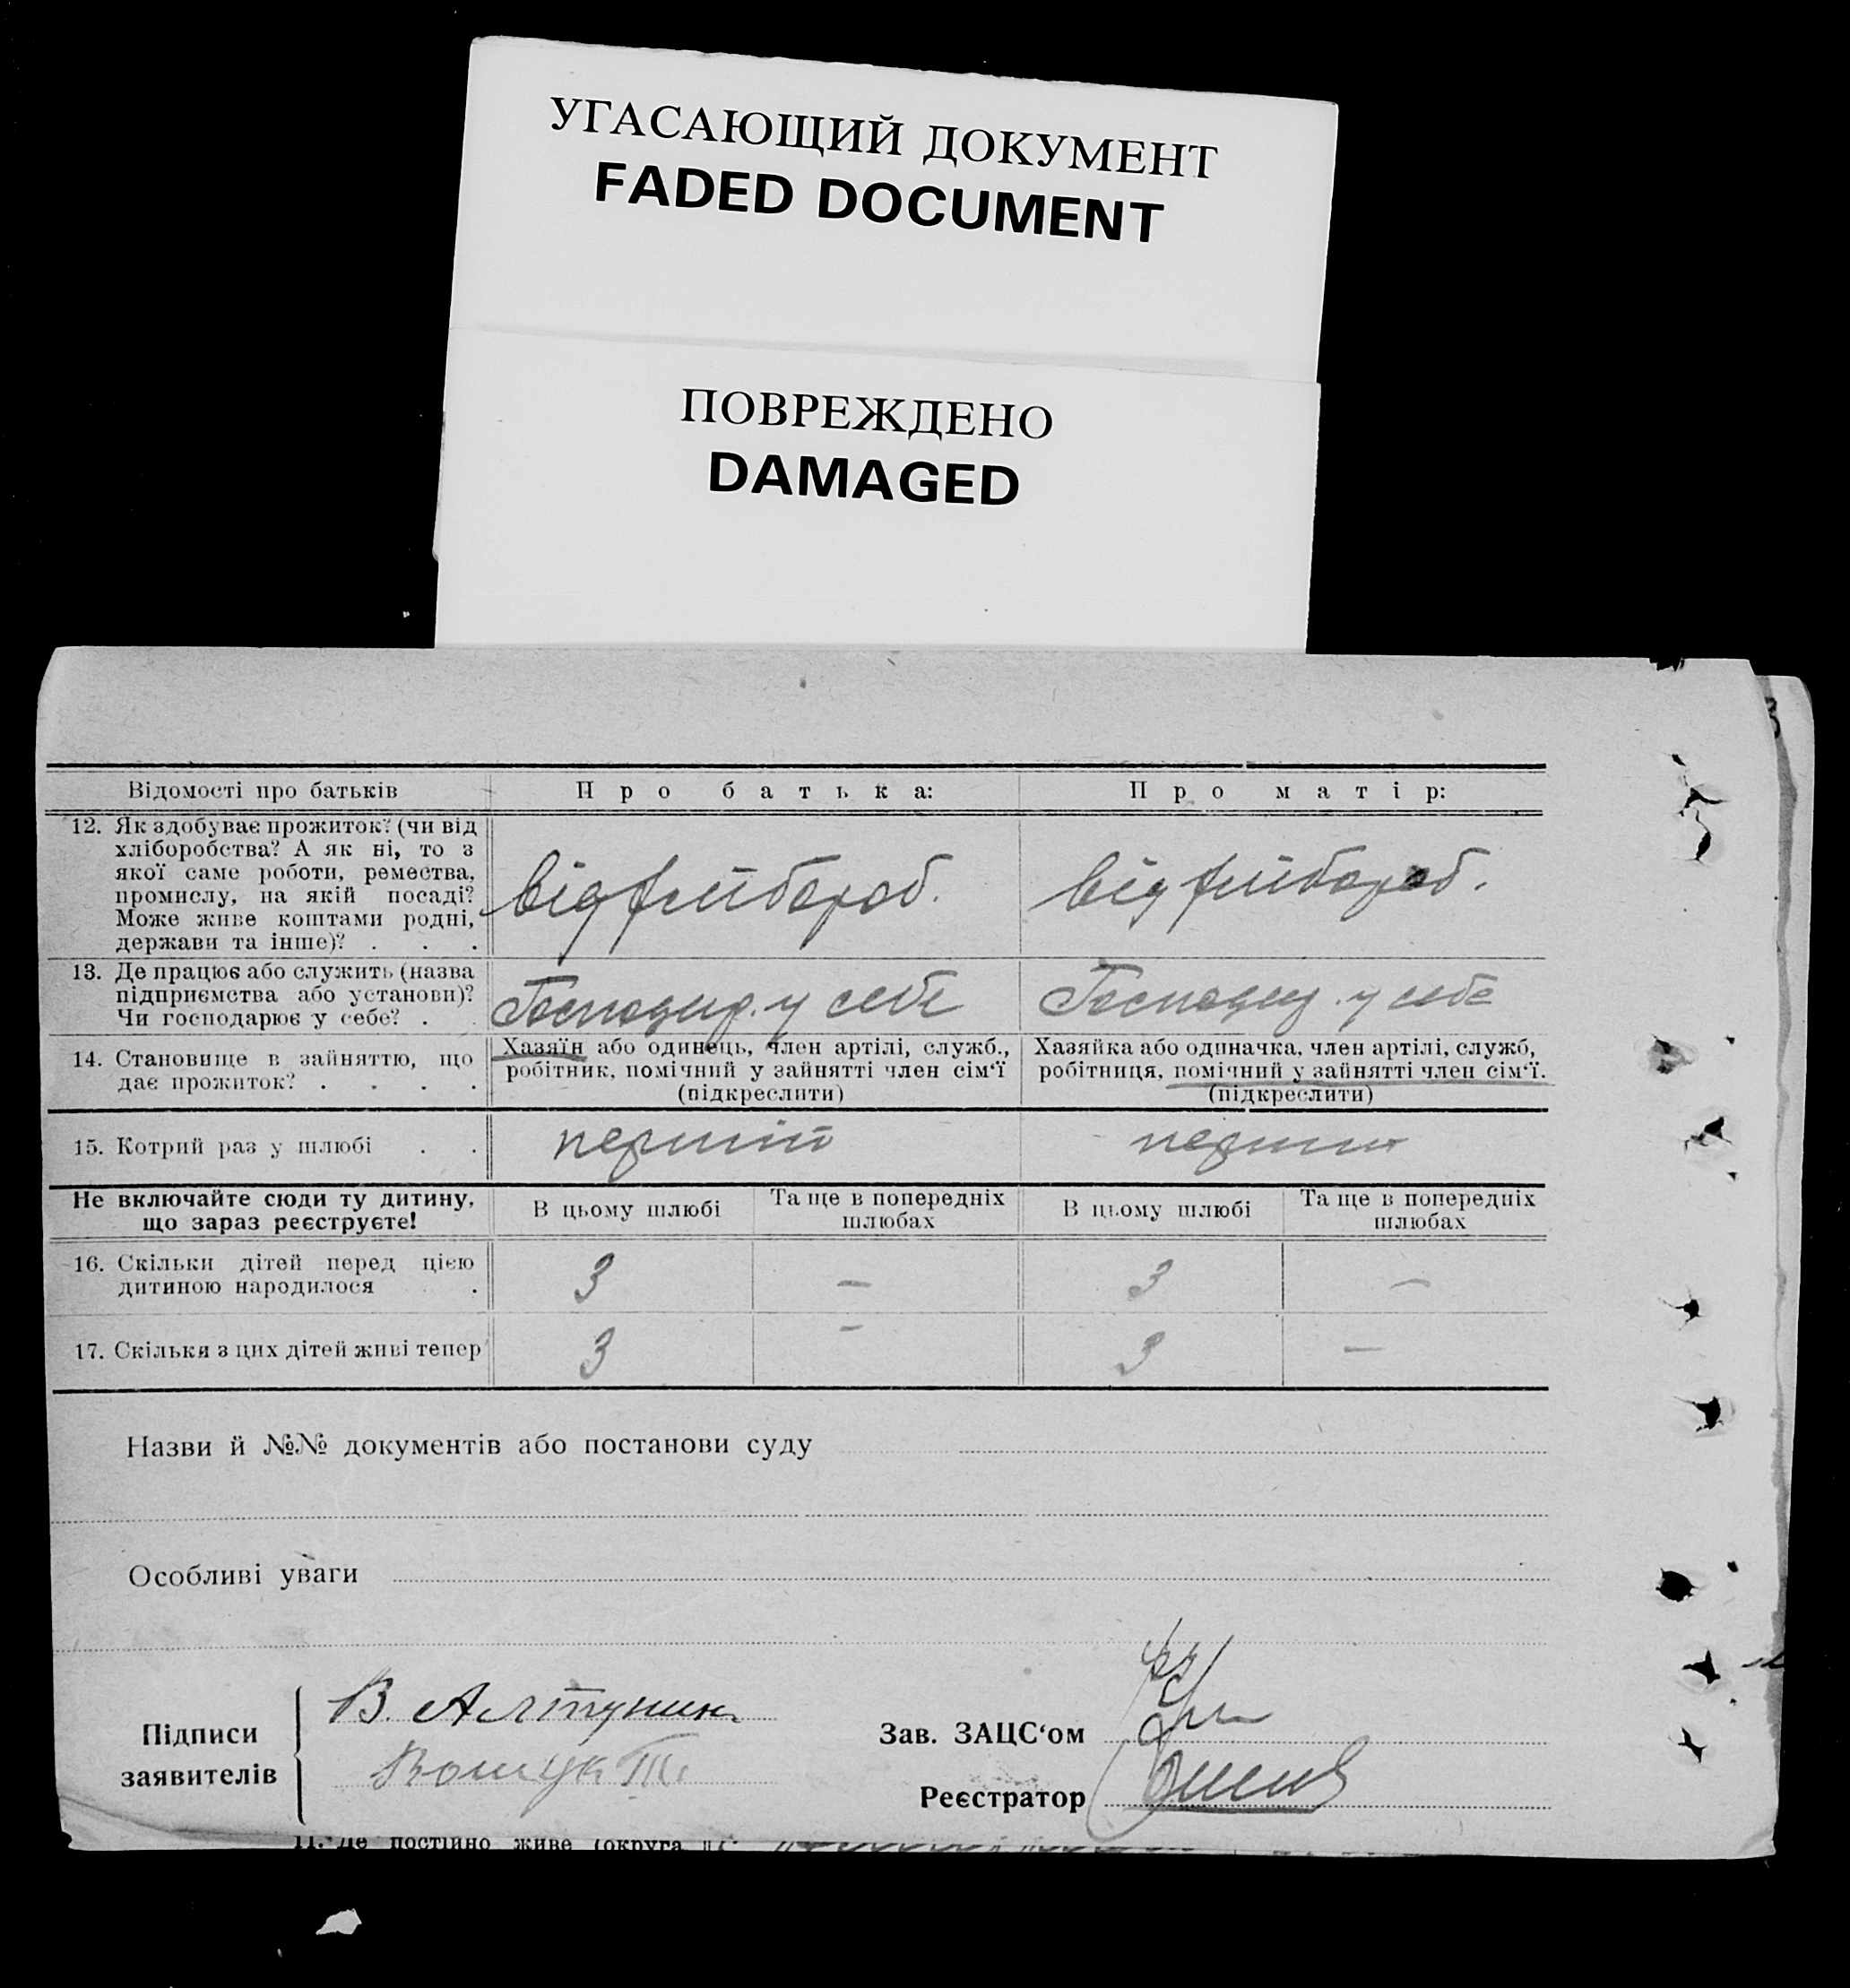 УГАСАЮЩИЙ ДОКУМЕНТ
FADED DOCUMENT
ПОВРЕЖДЕНО
DAMAGED
Відомості про батьків
Про батька:
Про матір:
12. Як здобуває прожиток? (чи від
хліборобства? А як ні, то з
якої саме роботи, ремества,
промислу, на якій посаді?
Може живе коштами родні,
держави та інше)? . . .
від хлібороб.
від хлібороб.
13. Де працює або служить (назва
підприємства або установи)?
Чи господарює у себе? .
Господар. у себе
Господ. у себе
14. Становище в зайняттю, що
дає прожиток? . . . .
Хазяїн або одинець, член артілі, служб.,
робітник, помічний у зайнятті член сім‘ї
(підкреслити)
Хазяйка або одиначка, член артілі, служб,
робітниця, помічний у зайнятті член сім‘ї.
(підкреслити)
15. Котрий раз у шлюбі . .
перший
перший
Не включайте сюди ту дитину,
що зараз реєструєте!
В цьому шлюбі
Та ще в попередніх
шлюбах
В цьому шлюбі
Та ще в попередніх
шлюбах
16. Скільки дітей перед цією
дитиною народилося .
3 — 3 —
17. Скільки з цих дітей живі тепер
3 — 3 —
Назви й №№ документів або постанови суду
Особливі уваги
Підписи
заявителів
В.
Зав. ЗАЦС‘ом
Реєстратор
11. Де постійно живе (округа